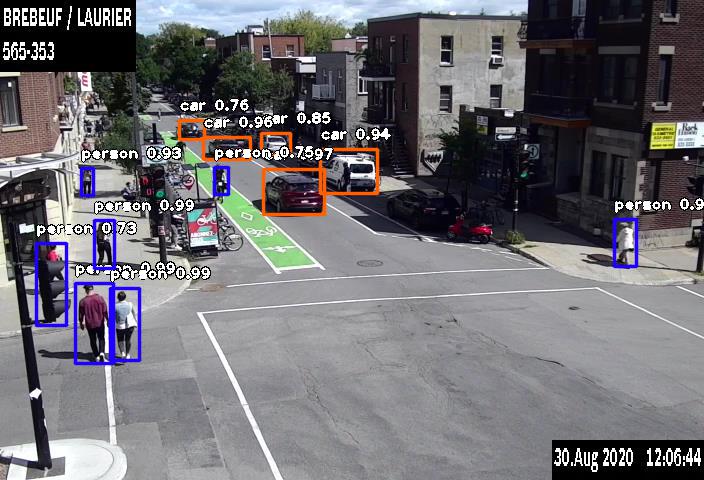 BREBEUF / LAURIER
565-353
car 0.76
car 0.96
car 0.85
car 0.94
person 0.93
person 0.75
97
person 0.99
person 0.9
person 0.73
person 0.99
30.Aug 2020 12:06:44